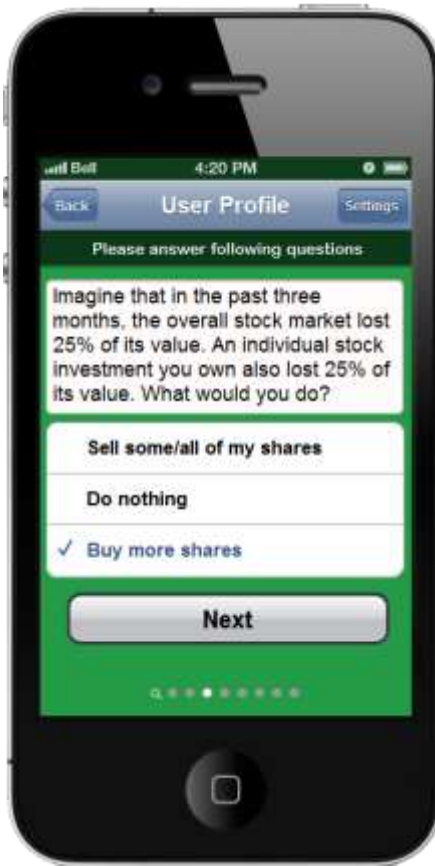 Bell 4:20 PM
Back User Profile Settings
Please answer following questions
Imagine that in the past three
months, the overall stock market lost
25% of its value. An individual stock
investment you own also lost 25% of
its value. What would you do?
Sell some/all of my shares
Do nothing
✓ Buy more shares
Next